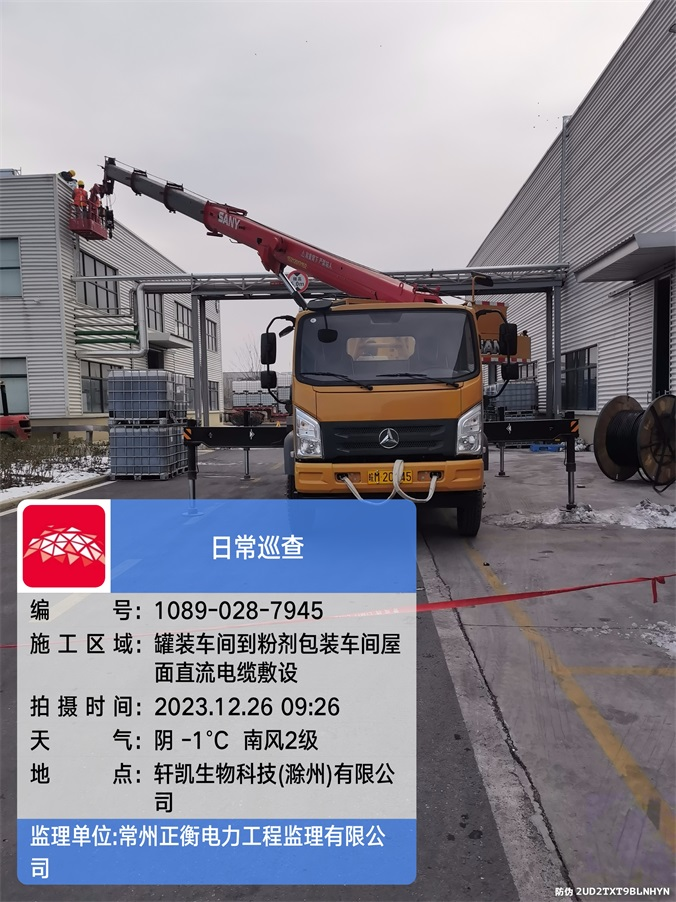 SANY
日常巡查
编 号：1089-028-7945
施工区域：罐装车间到粉剂包装车间屋
面直流电缆敷设
拍摄时间：2023.12.26 09:26
天 气：阴 -1°C 南风2级
地 点：轩凯生物科技(滁州)有限公
司
监理单位:常州正衡电力工程监理有限公
司
防伪 2UD2TXT9BLNHYN